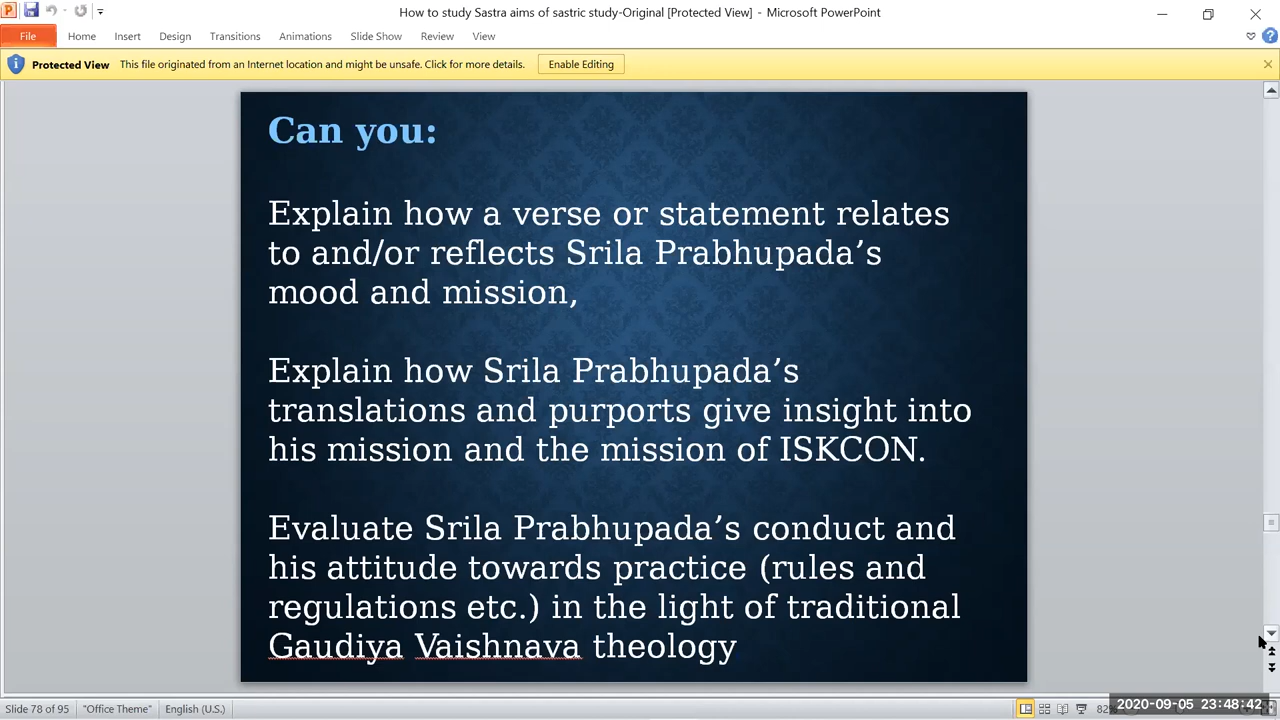 How to study Sastra aims of sastric study-Original [Protected View] - Microsoft PowerPoint
File Home Insert Design Transitions Animations Slide Show Review View
Protected View This file originated from an Internet location and might be unsafe. Click for more details. Enable Editing
Can you:
Explain how a verse or statement relates
to and/or reflects Srila Prabhupada’s
mood and mission,
Explain how Srila Prabhupada’s
translations and purports give insight into
his mission and the mission of ISKCON.
Evaluate Srila Prabhupada’s conduct and
his attitude towards practice (rules and
regulations etc.) in the light of traditional
Gaudiya Vaishnava theology
Slide 78 of 95 "Office Theme" English (U.S.)
2020-09-05 23:48:42